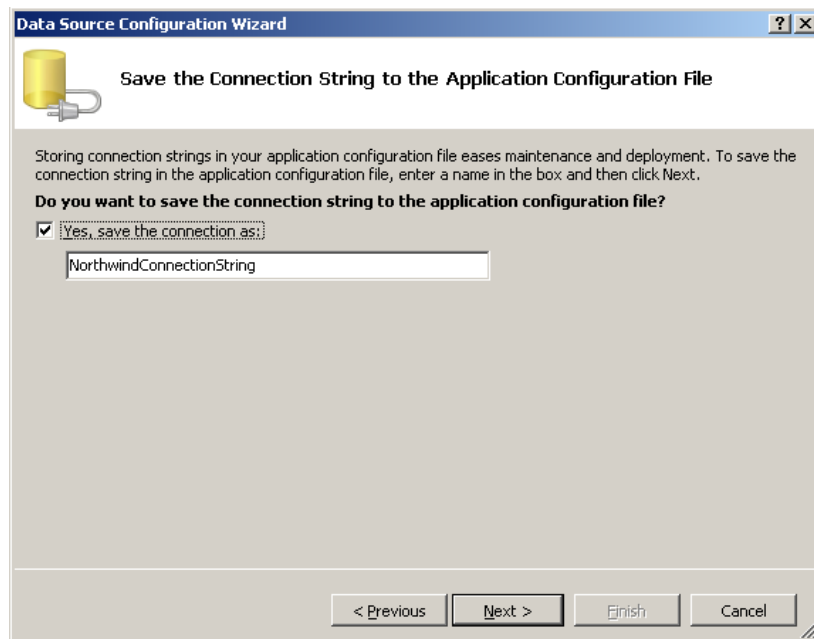 Data Source Configuration Wizard
Save the Connection String to the Application Configuration File
Storing connection strings in your application configuration file eases maintenance and deployment. To save the
connection string in the application configuration file, enter a name in the box and then click Next.
Do you want to save the connection string to the application configuration file?
Yes, save the connection as:
NorthwindConnectionString
< Previous Next > Finish Cancel